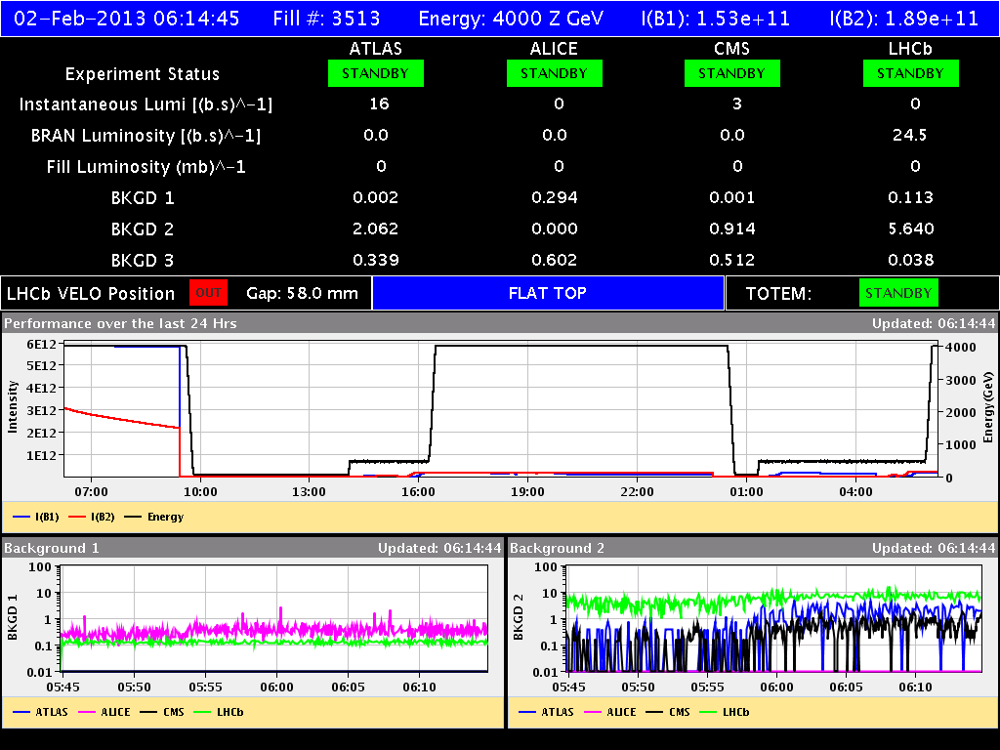 02-Feb-2013 06:14:45 Fill #: 3513 Energy: 4000 Z GeV I(B1): 1.53e+11 I(B2): 1.89e+11
ATLAS ALICE CMS LHCb
Experiment Status STANDBY STANDBY STANDBY STANDBY
Instantaneous Lumi [(b.s)^-1] 16 0 3 0
BRAN Luminosity [(b.s)^-1] 0.0 0.0 0.0 24.5
Fill Luminosity (mb)^-1 0 0 0 0
BKGD 1 0.002 0.294 0.001 0.113
BKGD 2 2.062 0.000 0.914 5.640
BKGD 3 0.339 0.602 0.512 0.038
LHCb VELO Position OUT Gap: 58.0 mm FLAT TOP TOTEM: STANDBY
Performance over the last 24 Hrs Updated: 06:14:44
6E12
5E12
4E12
3E12
2E12
1E12
Intensity
4000
3000
2000
1000
0
Energy(GeV)
07:00 10:00 13:00 16:00 19:00 22:00 01:00 04:00
I(B1) I(B2) Energy
Background 1 Updated: 06:14:44
100
10
1
0.1
0.01
BKGD 1
05:45 05:50 05:55 06:00 06:05 06:10
ATLAS ALICE CMS LHCb
Background 2 Updated: 06:14:44
100
10
1
0.1
0.01
BKGD 2
05:45 05:50 05:55 06:00 06:05 06:10
ATLAS ALICE CMS LHCb